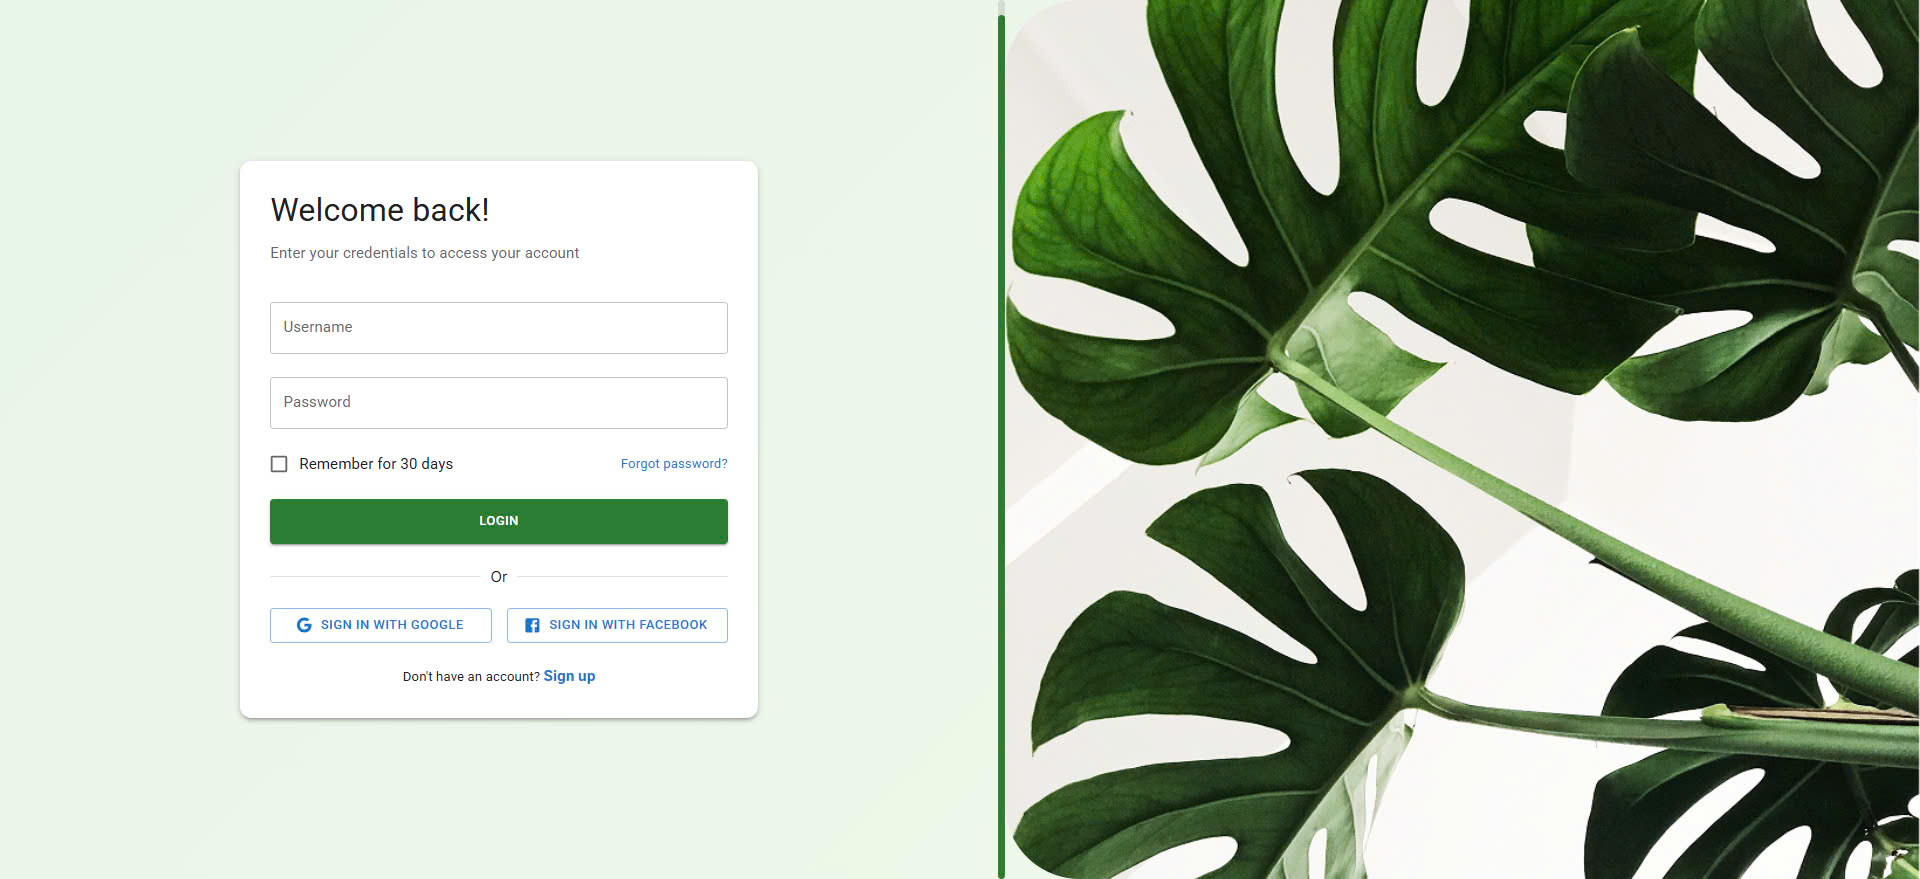 Welcome back!
Enter your credentials to access your account
Username
Password
Remember for 30 days
Forgot password?
LOGIN
Or
SIGN IN WITH GOOGLE
SIGN IN WITH FACEBOOK
Don't have an account? Sign up